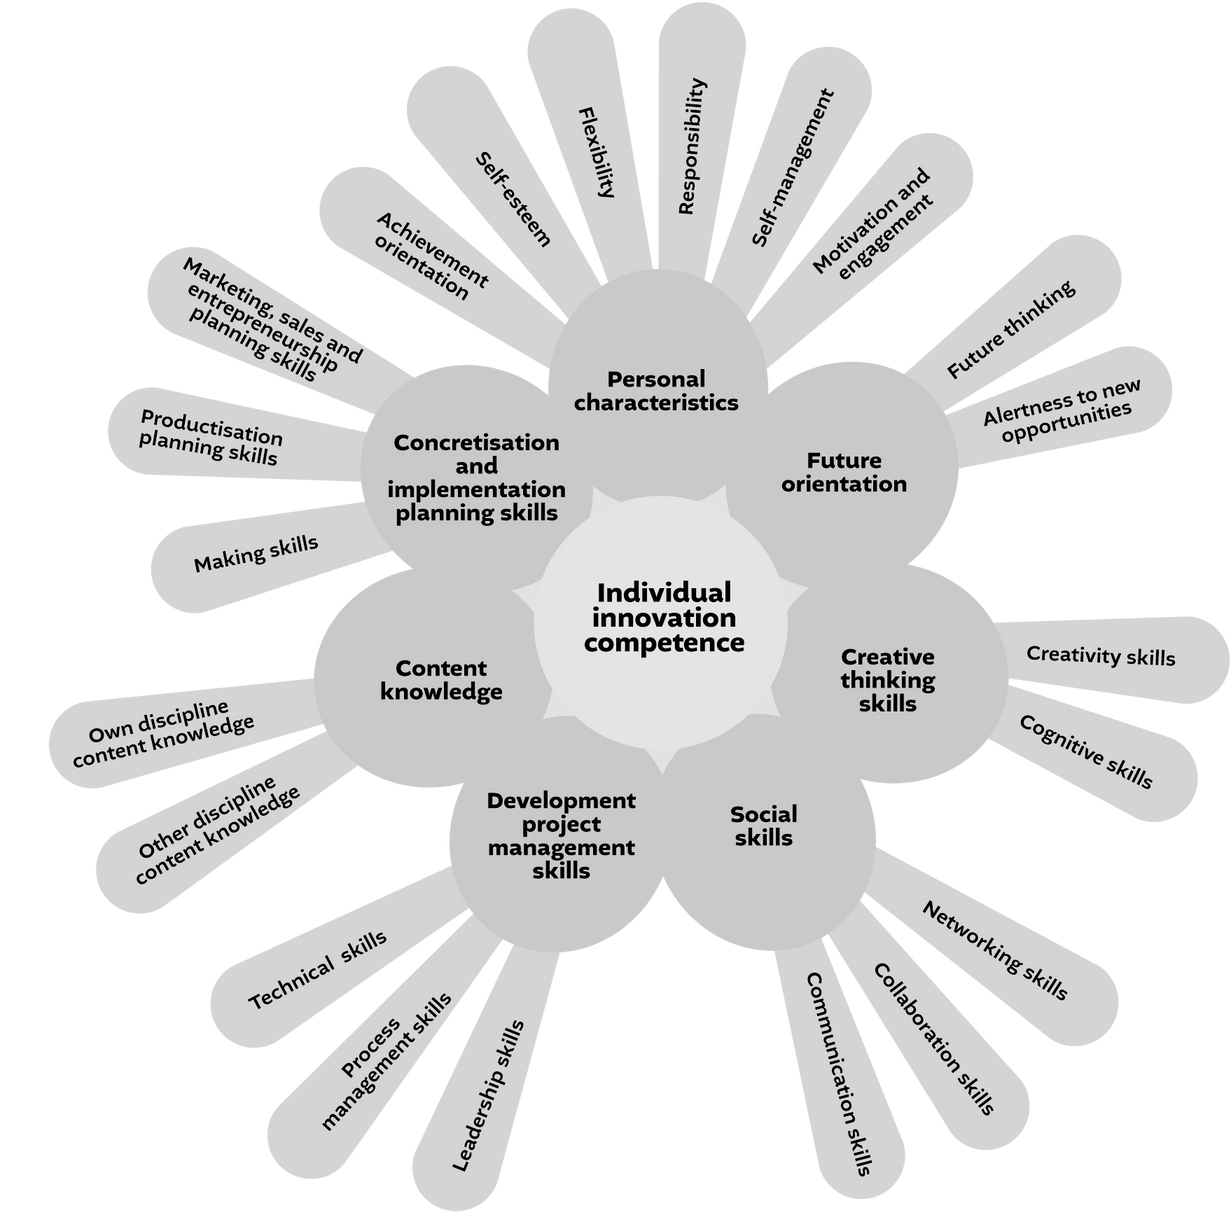 Individual
innovation
competence
Personal
characteristics
Achievement
orientation
Self-esteem
Flexibility
Responsibility
Self-management
Motivation and
engagement
Future
orientation
Future thinking
Alertness to new
opportunities
Creative
thinking
skills
Creativity skills
Cognitive skills
Social
skills
Networking skills
Collaboration skills
Communication skills
Development
project
management
skills
Leadership skills
Process
management skills
Technical skills
Content
knowledge
Other discipline
content knowledge
Own discipline
content knowledge
Concretisation
and
implementation
planning skills
Making skills
Productisation
planning skills
Marketing, sales and
entrepreneurship
planning skills